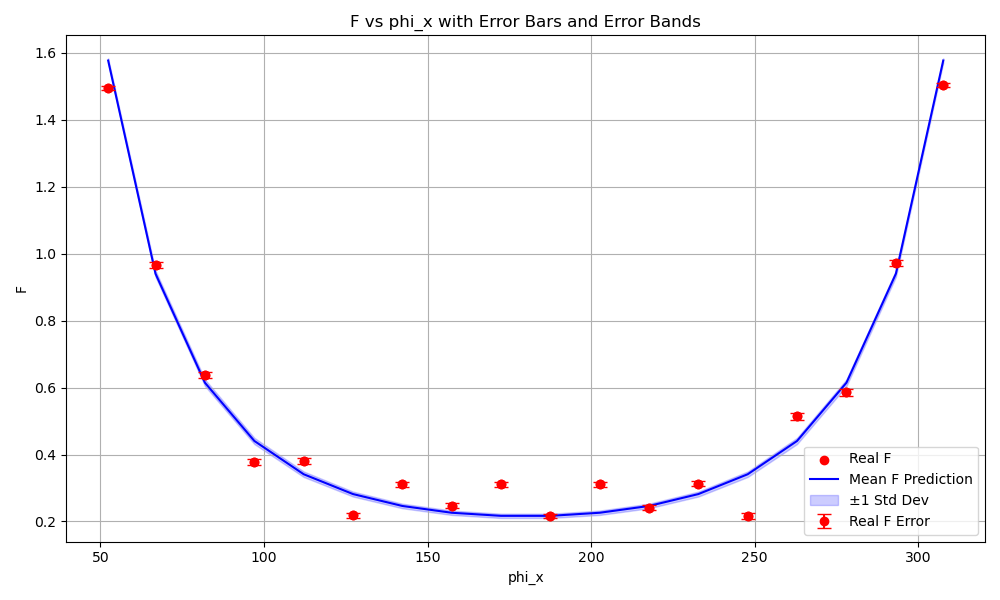 F vs phi_x with Error Bars and Error Bands
F
1.6
1.4
1.2
1.0
0.8
0.6
0.4
0.2
50
100
150
200
250
300
phi_x
Real F
Mean F Prediction
±1 Std Dev
Real F Error